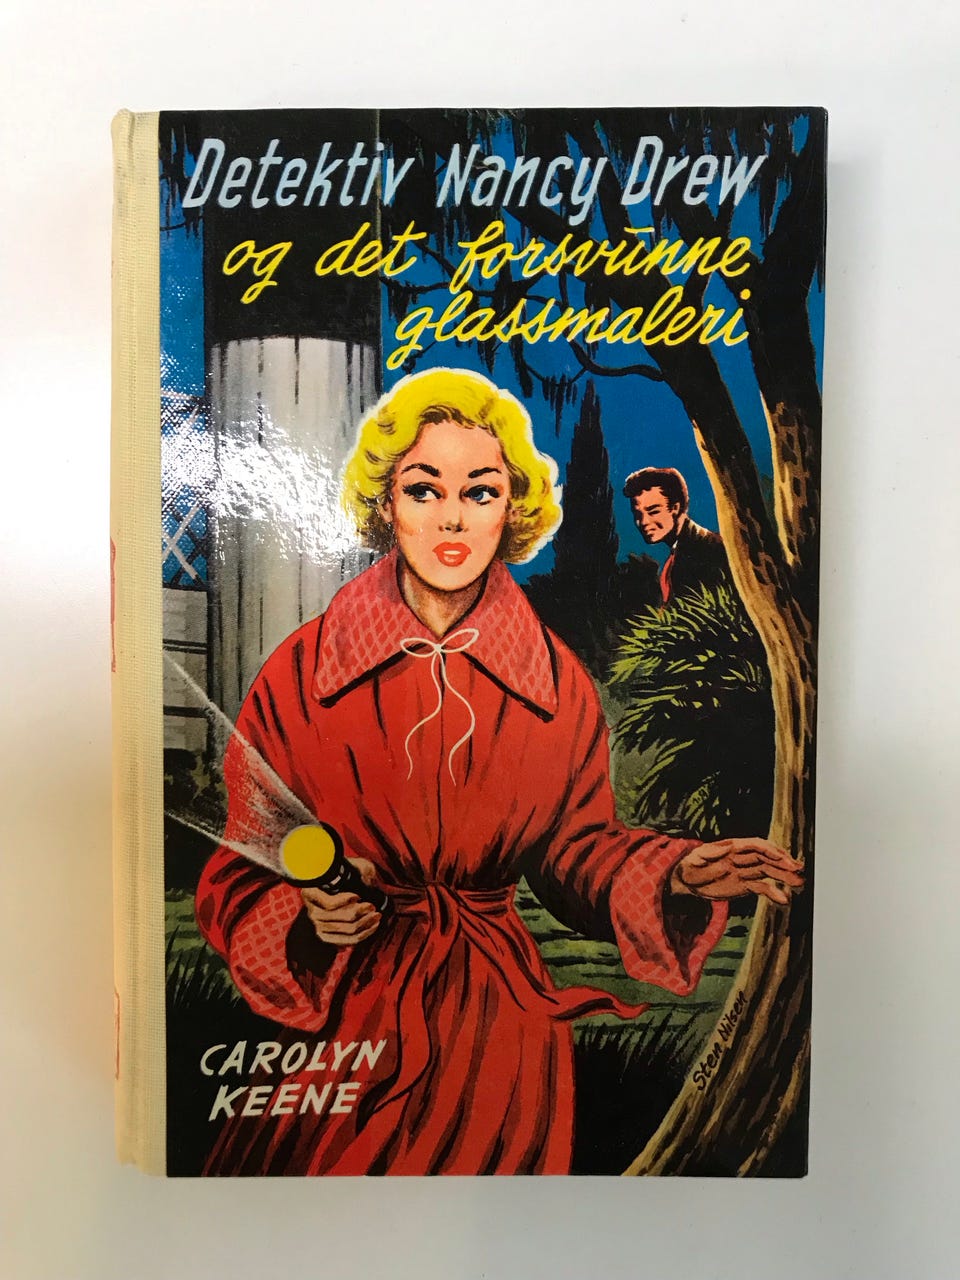 Detektiv Nancy Drew
og det forsvunne
glassmaleri
CAROLYN
KEENE
Sten Nilsen